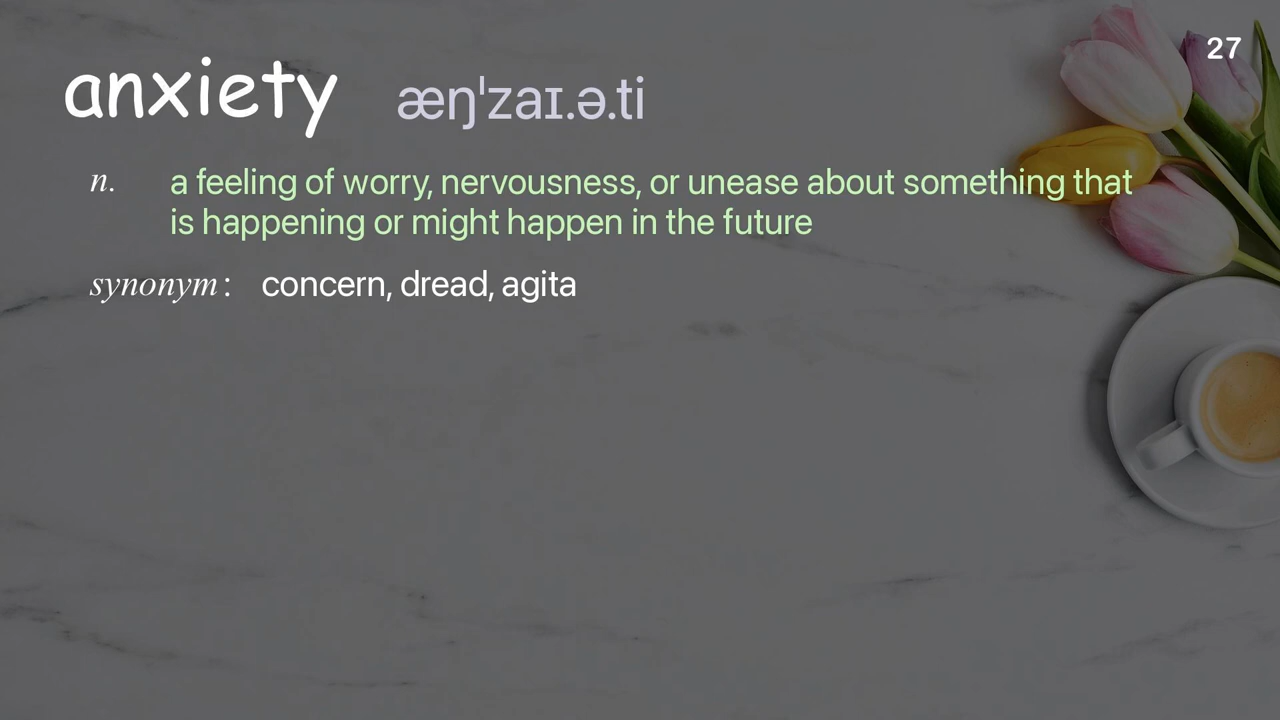 27
anxiety æŋˈzaɪ.ə.ti
n. a feeling of worry, nervousness, or unease about something that
is happening or might happen in the future
synonym: concern, dread, agita